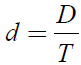 d = D/T